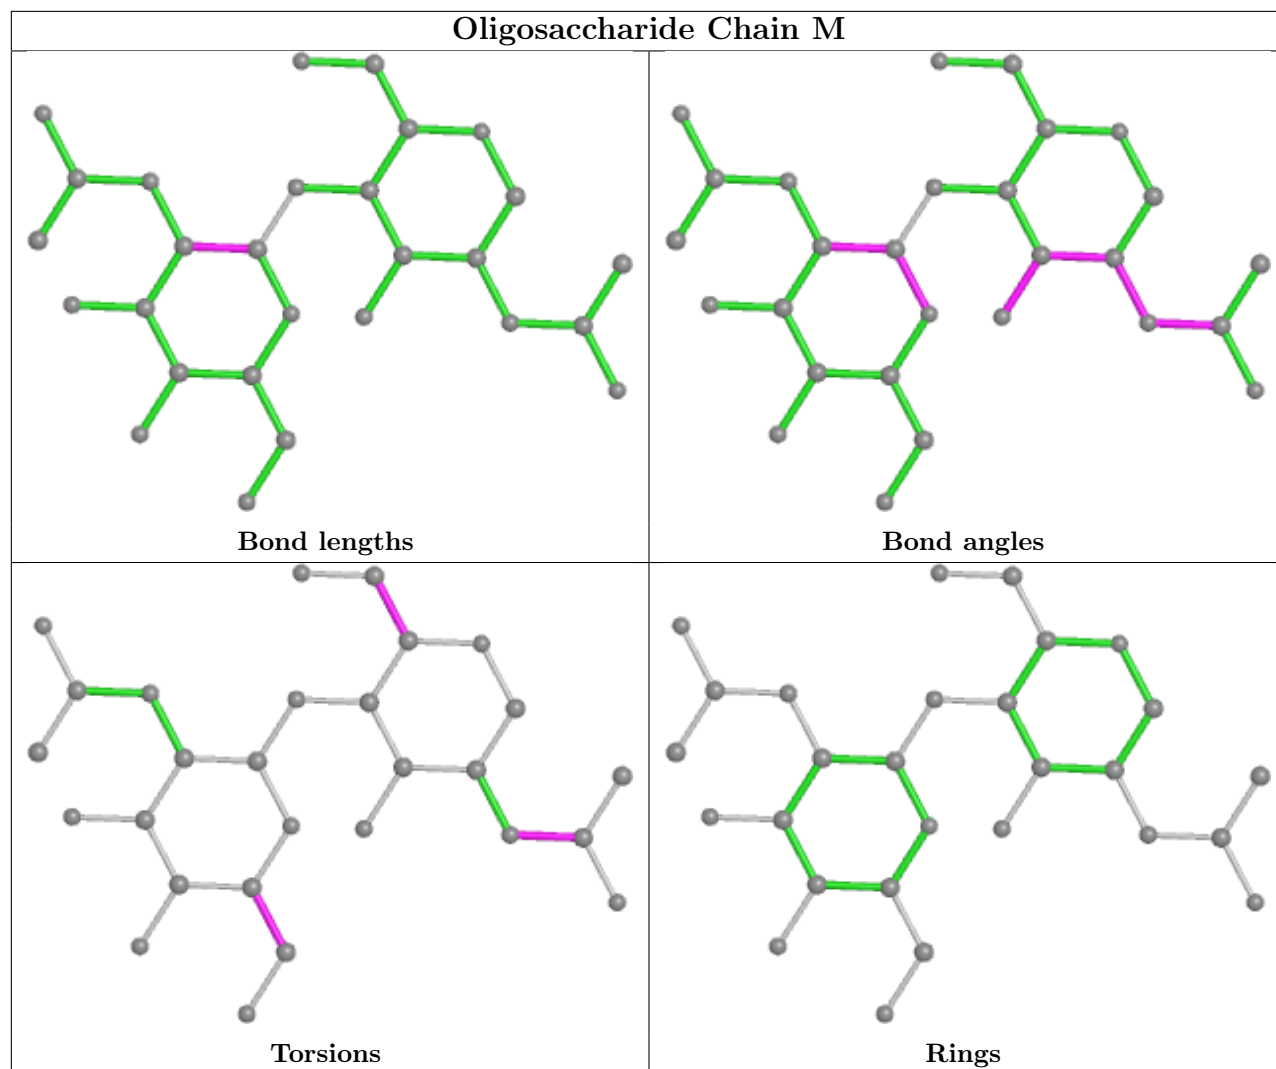 Oligosaccharide Chain M
Bond lengths
Bond angles
Torsions
Rings